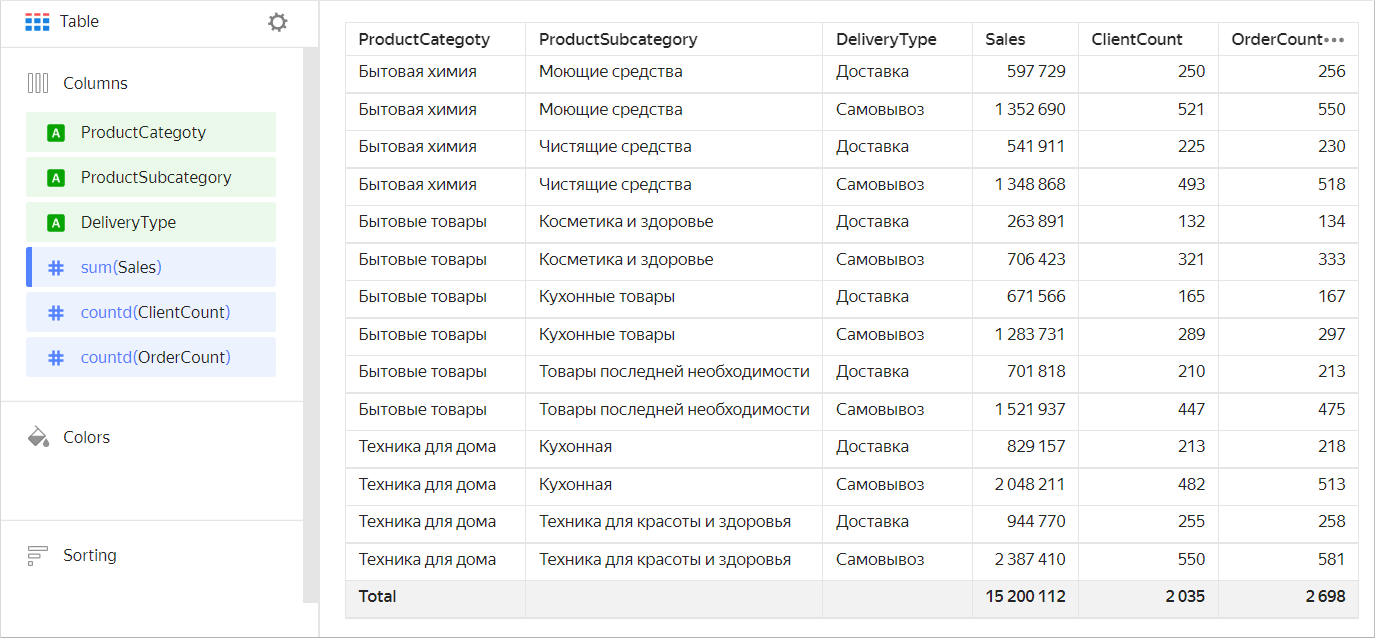 Table
Columns
A ProductCategoty
A ProductSubcategory
A DeliveryType
# sum(Sales)
# countd(ClientCount)
# countd(OrderCount)
Colors
Sorting
ProductCategoty ProductSubcategory DeliveryType Sales ClientCount OrderCount
Бытовая химия Моющие средства Доставка 597 729 250 256
Бытовая химия Моющие средства Самовывоз 1 352 690 521 550
Бытовая химия Чистящие средства Доставка 541 911 225 230
Бытовая химия Чистящие средства Самовывоз 1 348 868 493 518
Бытовые товары Косметика и здоровье Доставка 263 891 132 134
Бытовые товары Косметика и здоровье Самовывоз 706 423 321 333
Бытовые товары Кухонные товары Доставка 671 566 165 167
Бытовые товары Кухонные товары Самовывоз 1 283 731 289 297
Бытовые товары Товары последней необходимости Доставка 701 818 210 213
Бытовые товары Товары последней необходимости Самовывоз 1 521 937 447 475
Техника для дома Кухонная Доставка 829 157 213 218
Техника для дома Кухонная Самовывоз 2 048 211 482 513
Техника для дома Техника для красоты и здоровья Доставка 944 770 255 258
Техника для дома Техника для красоты и здоровья Самовывоз 2 387 410 550 581
Total 15 200 112 2 035 2 698